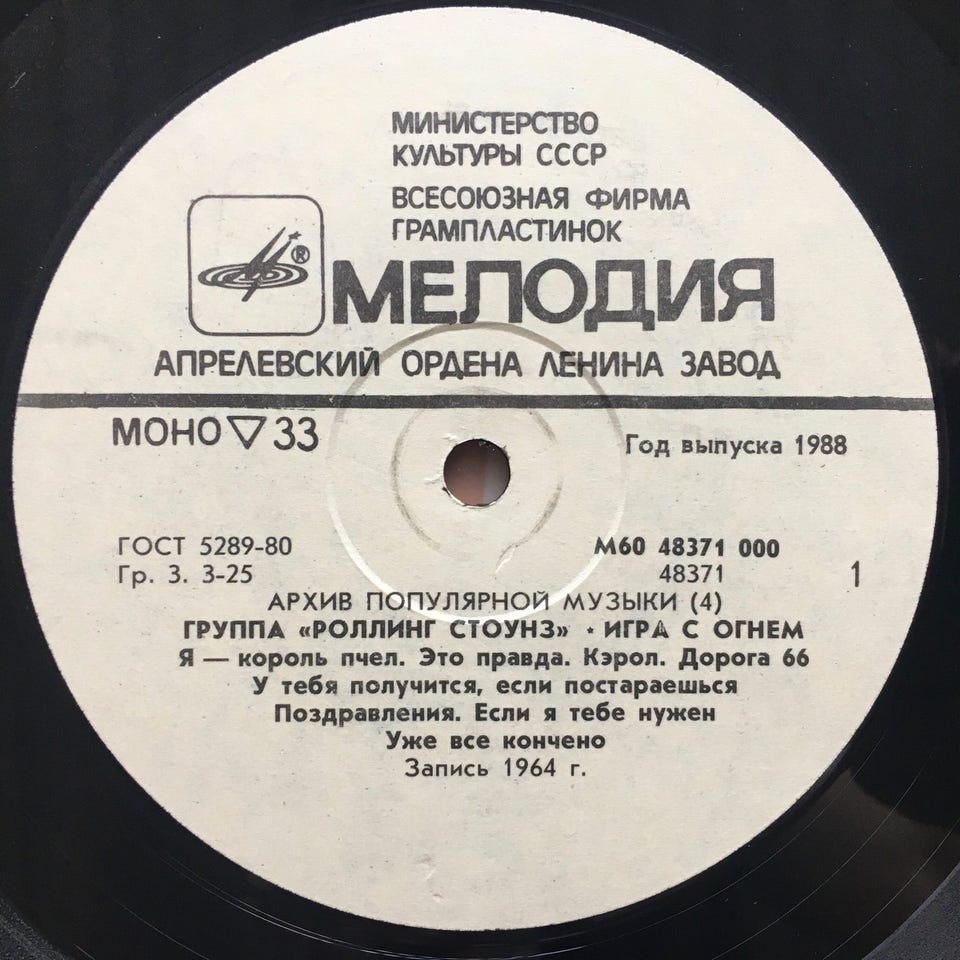 МИНИСТЕРСТВО
КУЛЬТУРЫ СССР
ВСЕСОЮЗНАЯ ФИРМА
ГРАМПЛАСТИНОК
®
МЕЛОДИЯ
АПРЕЛЕВСКИЙ ОРДЕНА ЛЕНИНА ЗАВОД
МОНО ▽ 33
Год выпуска 1988
ГОСТ 5289-80
М60 48371 000
Гр. 3. 3-25
48371
1
АРХИВ ПОПУЛЯРНОЙ МУЗЫКИ (4)
ГРУППА «РОЛЛИНГ СТОУНЗ» · ИГРА С ОГНЕМ
Я — король пчел. Это правда. Кэрол. Дорога 66
У тебя получится, если постараешься
Поздравления. Если я тебе нужен
Уже все кончено
Запись 1964 г.